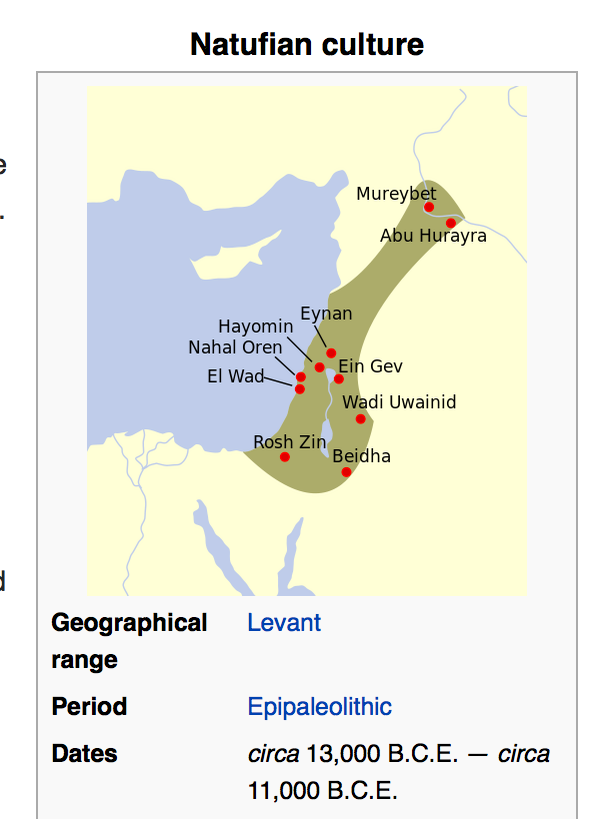 Natufian culture
e
.
Mureybet
Abu Hurayra
Eynan
Hayomin
Nahal Oren
Ein Gev
El Wad
Wadi Uwainid
Rosh Zin
Beidha
d
Geographical range
Levant
Period
Epipaleolithic
Dates
circa 13,000 B.C.E. — circa
11,000 B.C.E.